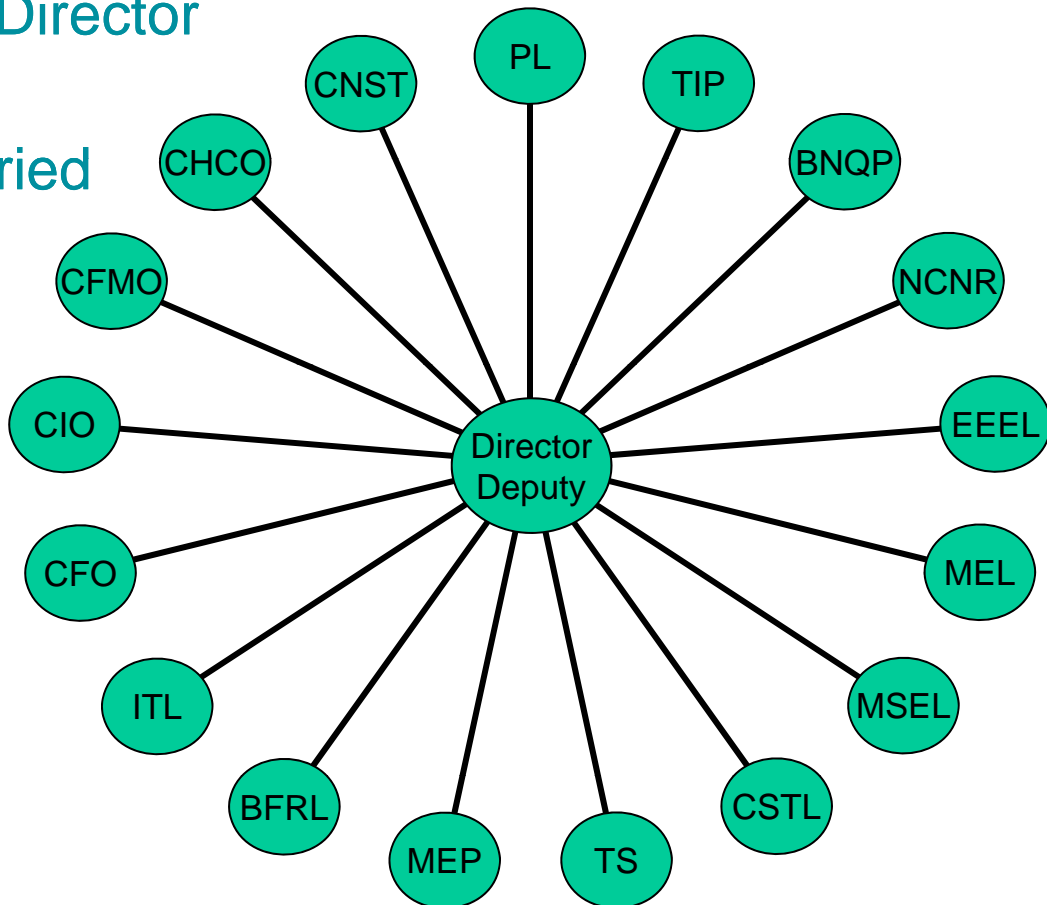 Director
ried
PL
CNST
TIP
CHCO
BNQP
CFMO
NCNR
CIO
EEEL
Director
Deputy
CFO
MEL
ITL
MSEL
BFRL
CSTL
MEP
TS